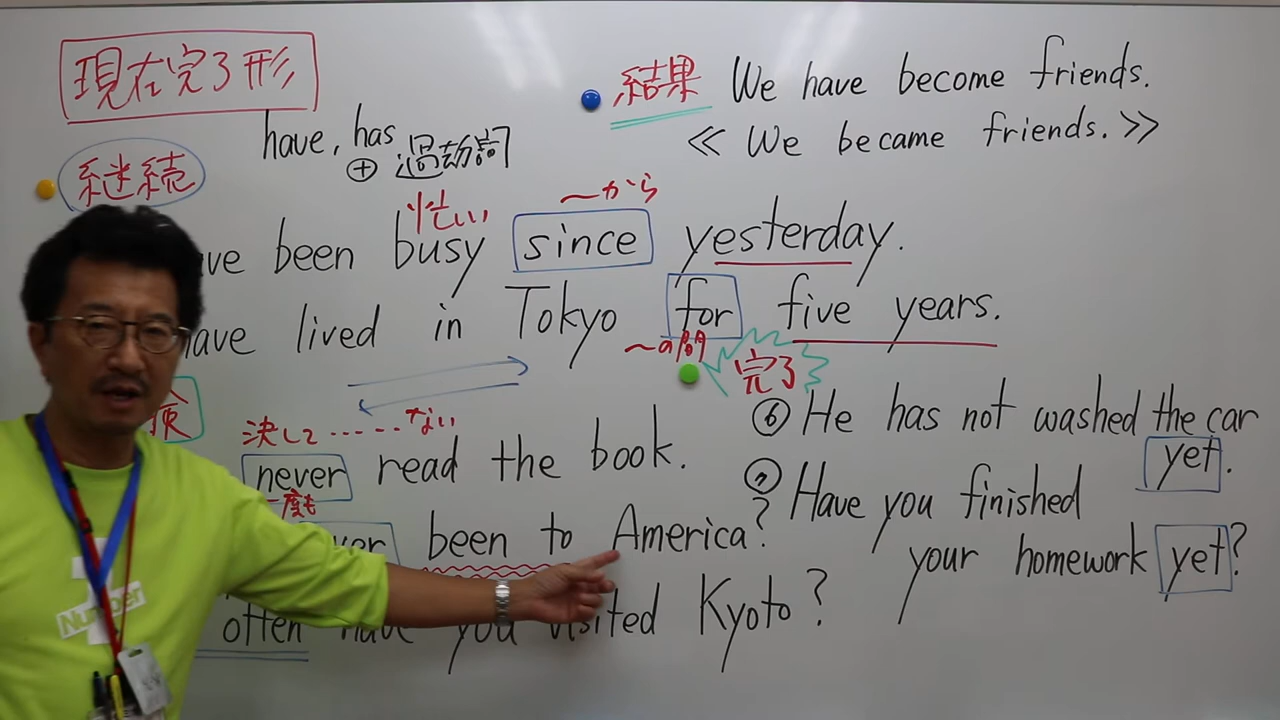 現在完了形
have, has
⊕ 過去分詞
継続
忙しい
~から
ve been busy since yesterday.
have lived in Tokyo for five years.
~の間
決して……ない
never read the book.
一度も
ver been to America?
often have you visited Kyoto?
Number
結果 We have become friends.
≪ We became friends. ≫
完了
⑥ He has not washed the car
yet.
⑦ Have you finished
your homework yet?